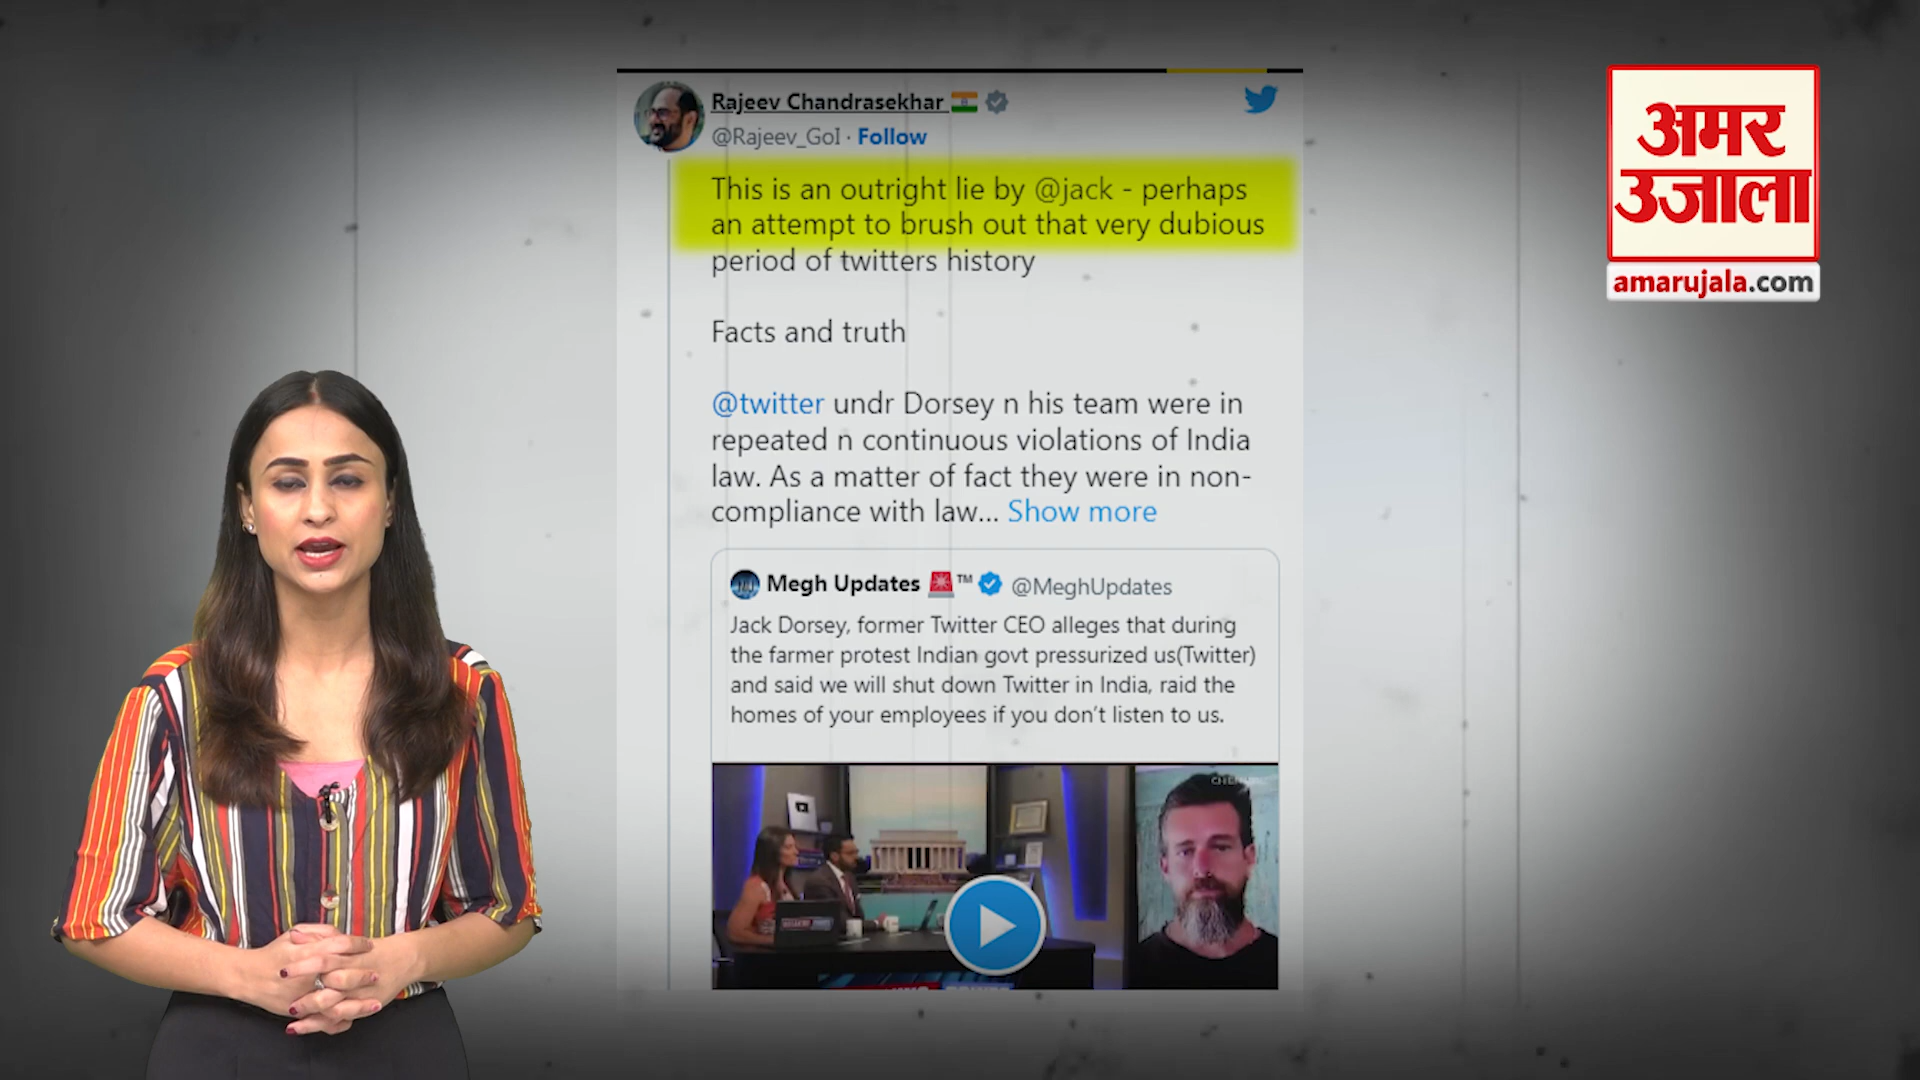 Rajeev Chandrasekhar
@Rajeev_GoI · Follow
This is an outright lie by @jack - perhaps
an attempt to brush out that very dubious
period of twitters history
Facts and truth
@twitter undr Dorsey n his team were in
repeated n continuous violations of India
law. As a matter of fact they were in non-
compliance with law... Show more
Megh Updates 🚨™ @MeghUpdates
Jack Dorsey, former Twitter CEO alleges that during
the farmer protest Indian govt pressurized us(Twitter)
and said we will shut down Twitter in India, raid the
homes of your employees if you don't listen to us.
अमर
उजाला
amarujala.com